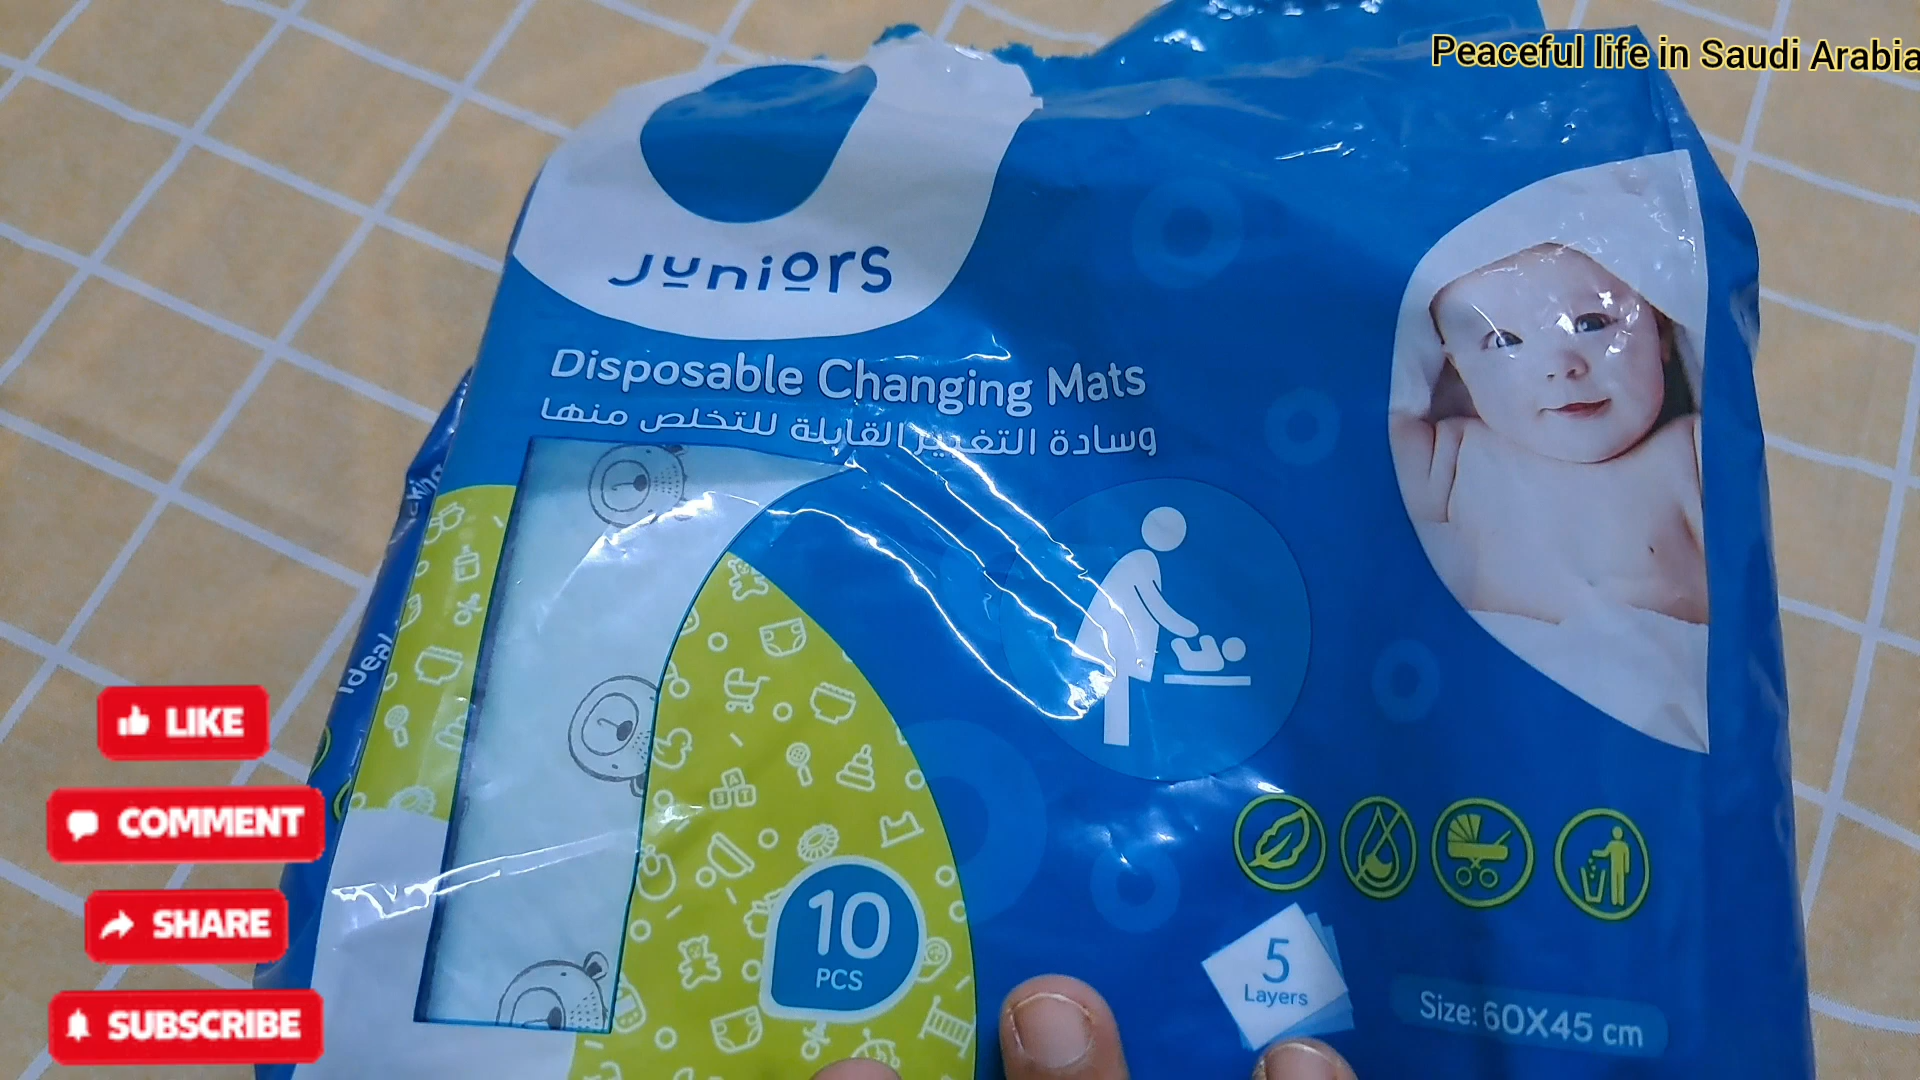 Peaceful life in Saudi Arabia
Juniors
Disposable Changing Mats
وسادة التغيير القابلة للتخلص منها
Ideal
10
PCS
5
Layers
Size: 60X45 cm
LIKE
COMMENT
SHARE
SUBSCRIBE